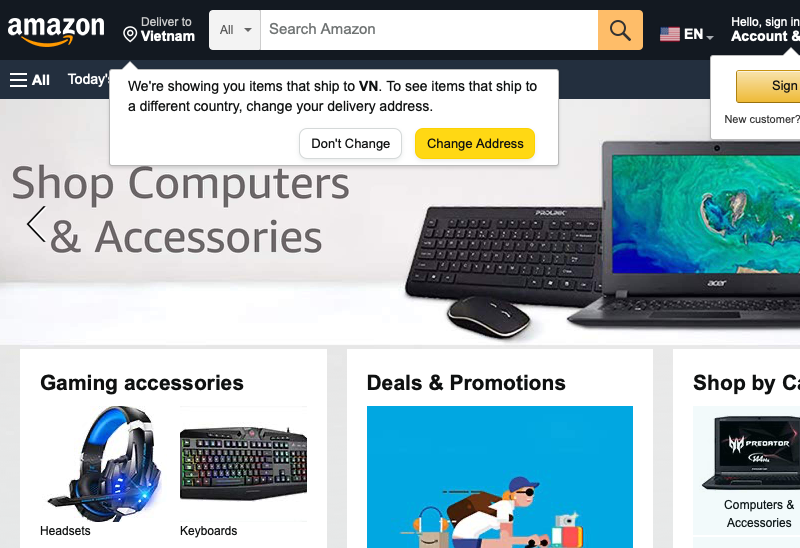 amazon
Deliver to
Vietnam
All
Search Amazon
EN
Hello, sign in
Account &
All
Today's
We're showing you items that ship to VN. To see items that ship to
a different country, change your delivery address.
Don't Change
Change Address
Sign
New customer?
Shop Computers
& Accessories
PROLINK
acer
Gaming accessories
Headsets
Keyboards
Deals & Promotions
Shop by Ca
PREDATOR
144Hz
Computers &
Accessories